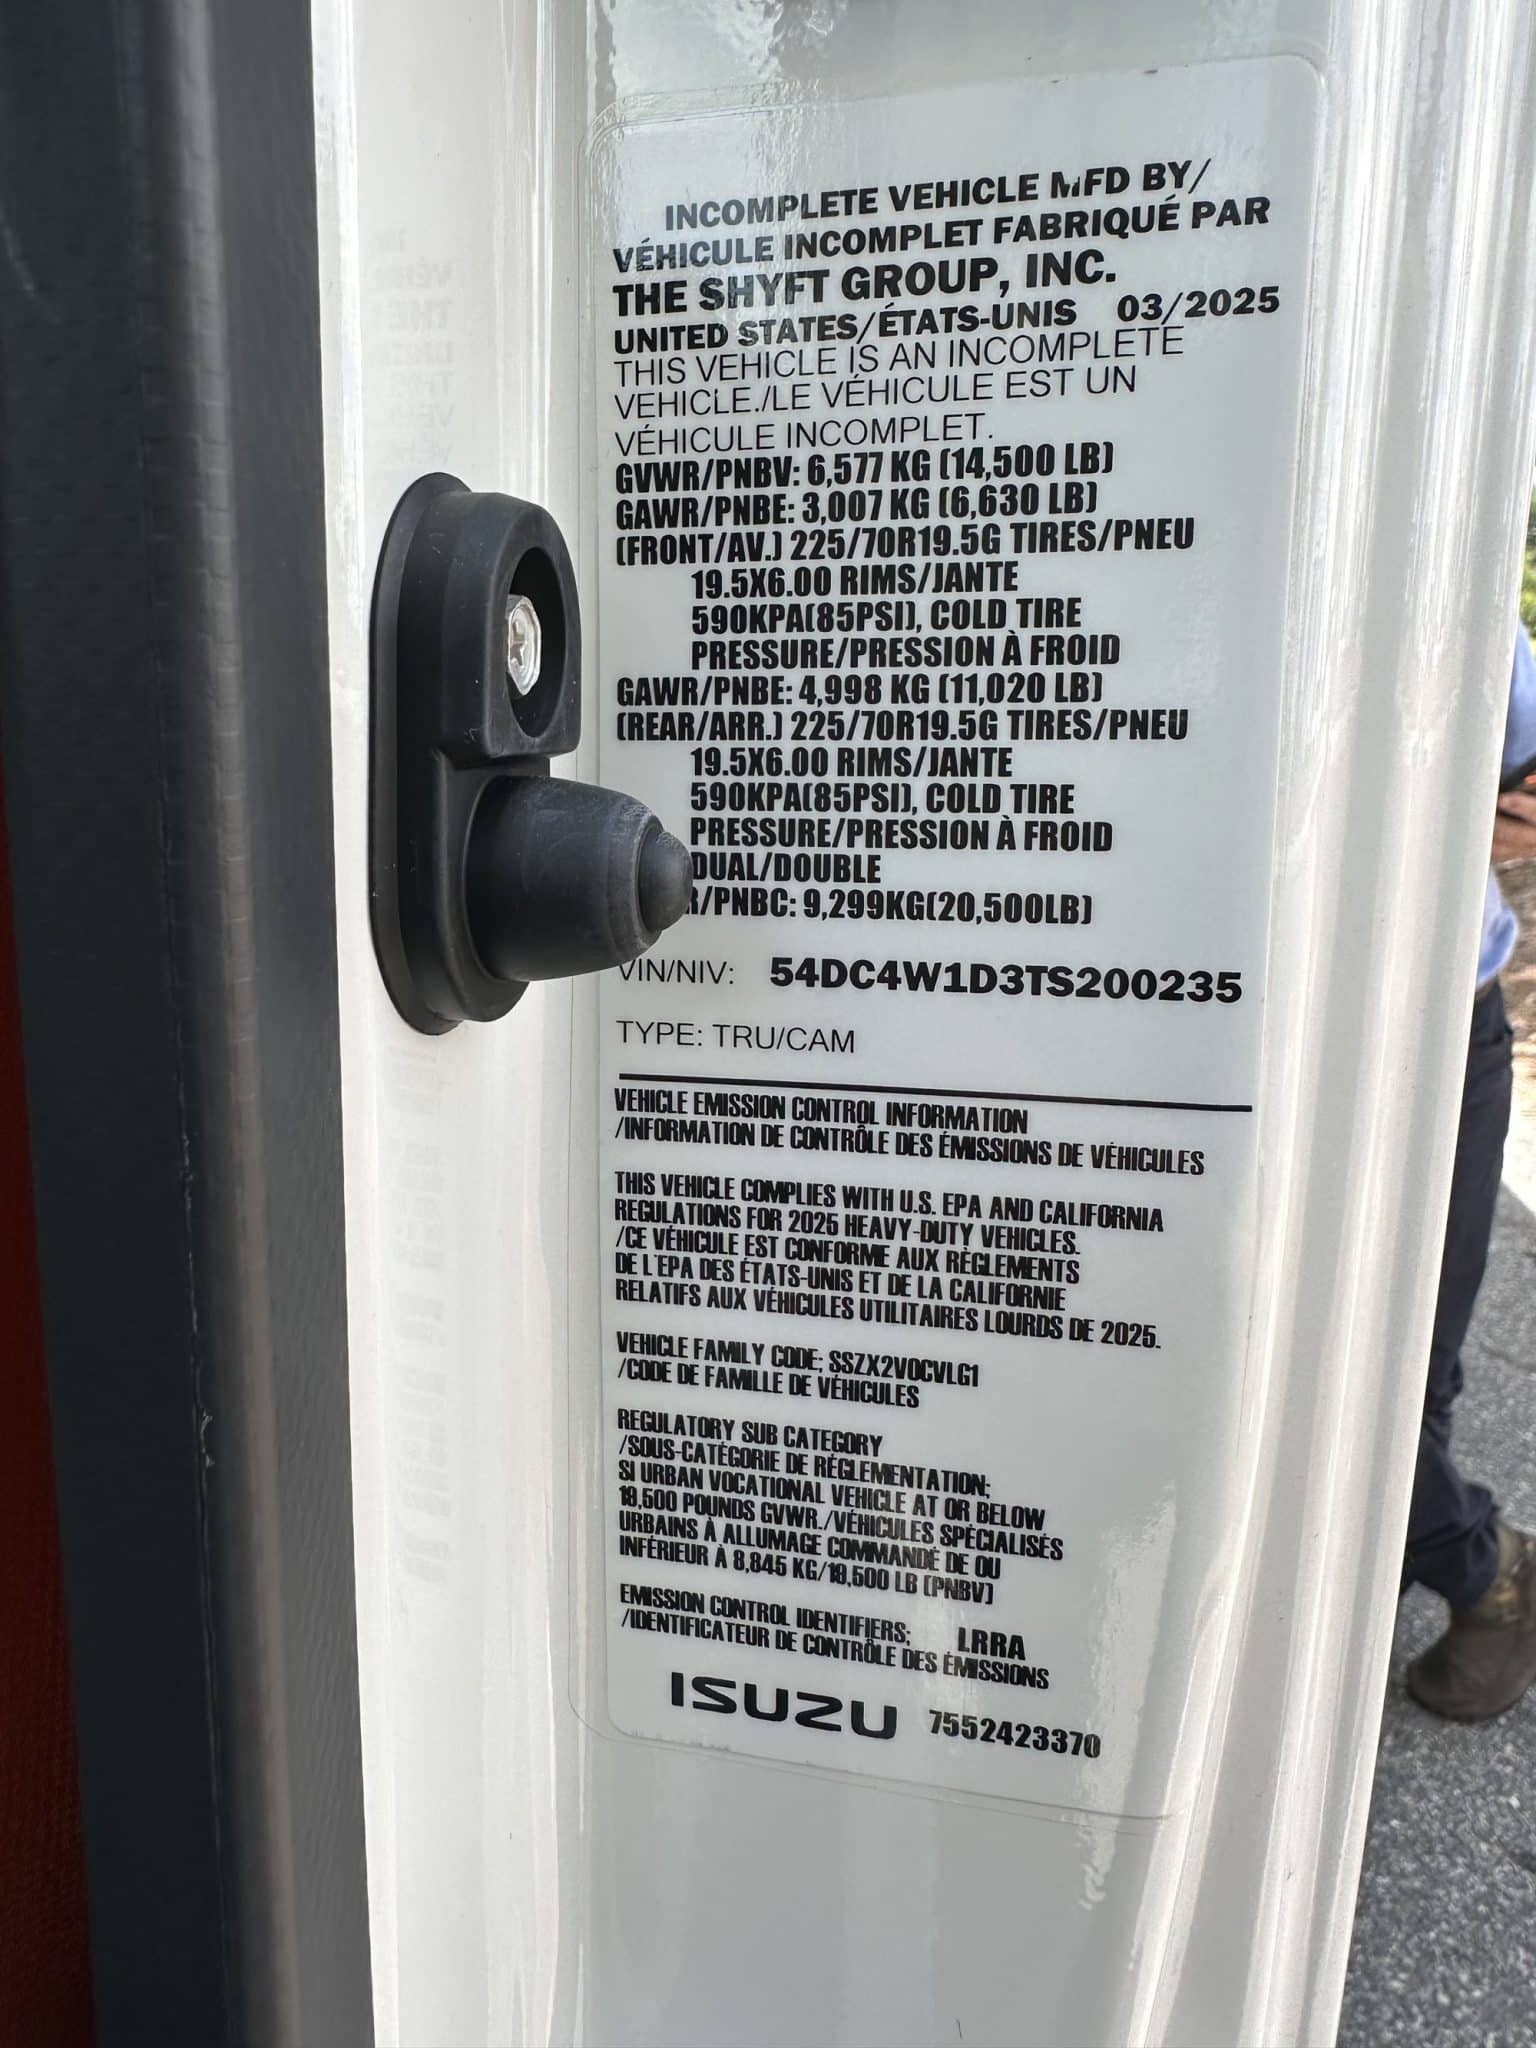 INCOMPLETE VEHICLE MFD BY/
VÉHICULE INCOMPLET FABRIQUÉ PAR
THE SHYFT GROUP, INC.
UNITED STATES/ÉTATS-UNIS 03/2025
THIS VEHICLE IS AN INCOMPLETE
VEHICLE./LE VÉHICULE EST UN
VÉHICULE INCOMPLET.
GVWR/PNBV: 6,577 KG (14,500 LB)
GAWR/PNBE: 3,007 KG (6,630 LB)
(FRONT/AV.) 225/70R19.5G TIRES/PNEU
19.5X6.00 RIMS/JANTE
590KPA(85PSI), COLD TIRE
PRESSURE/PRESSION À FROID
GAWR/PNBE: 4,998 KG (11,020 LB)
(REAR/ARR.) 225/70R19.5G TIRES/PNEU
19.5X6.00 RIMS/JANTE
590KPA(85PSI), COLD TIRE
PRESSURE/PRESSION À FROID
DUAL/DOUBLE
R/PNBC: 9,299KG(20,500LB)
VIN/NIV: 54DC4W1D3TS200235
TYPE: TRU/CAM
VEHICLE EMISSION CONTROL INFORMATION
/INFORMATION DE CONTRÔLE DES ÉMISSIONS DE VÉHICULES
THIS VEHICLE COMPLIES WITH U.S. EPA AND CALIFORNIA
REGULATIONS FOR 2025 HEAVY-DUTY VEHICLES.
/CE VÉHICULE EST CONFORME AUX RÈGLEMENTS
DE L'EPA DES ÉTATS-UNIS ET DE LA CALIFORNIE
RELATIFS AUX VÉHICULES UTILITAIRES LOURDS DE 2025.
VEHICLE FAMILY CODE; SSZX2VOCVLG1
/CODE DE FAMILLE DE VÉHICULES
REGULATORY SUB CATEGORY
/SOUS-CATÉGORIE DE RÉGLEMENTATION;
SI URBAN VOCATIONAL VEHICLE AT OR BELOW
19,500 POUNDS GVWR./VÉHICULES SPÉCIALISÉS
URBAINS À ALLUMAGE COMMANDÉ DE OU
INFÉRIEUR À 8,845 KG/19,500 LB (PNBV)
EMISSION CONTROL IDENTIFIERS; LRRA
/IDENTIFICATEUR DE CONTRÔLE DES ÉMISSIONS
ISUZU 7552423370